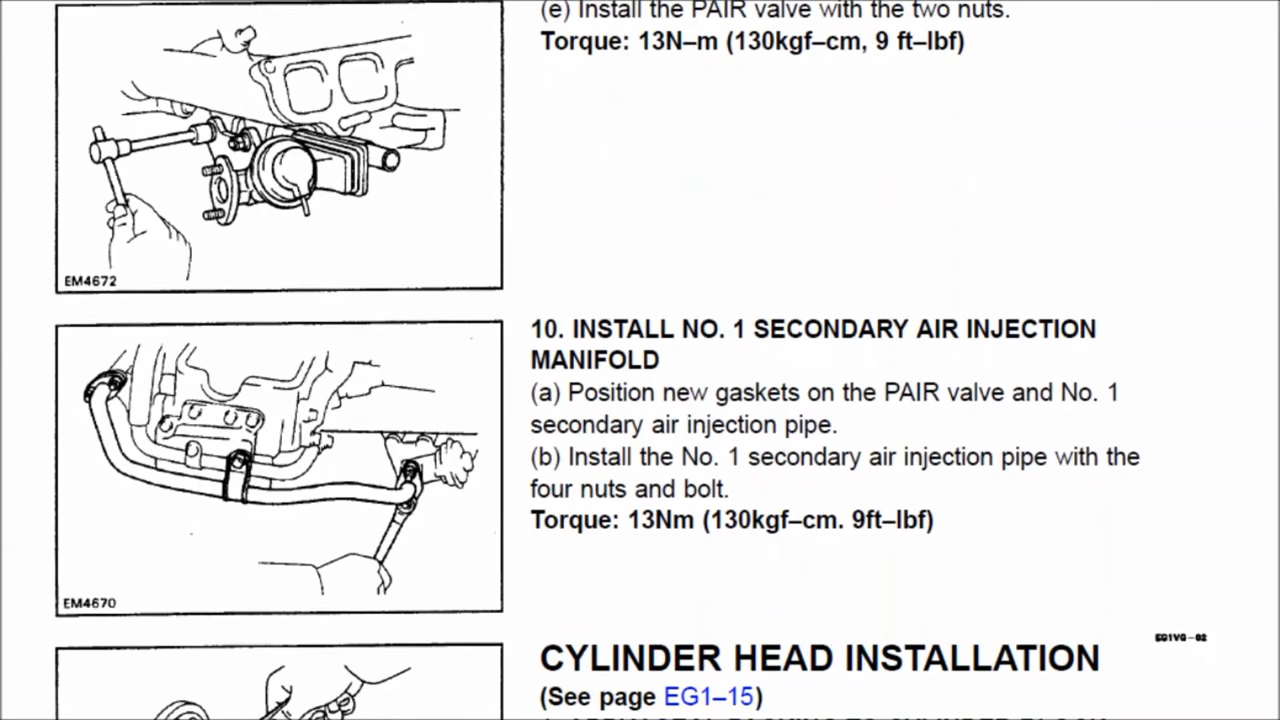 (e) Install the PAIR valve with the two nuts.
Torque: 13N–m (130kgf–cm, 9 ft–lbf)
EM4672
10. INSTALL NO. 1 SECONDARY AIR INJECTION
MANIFOLD
(a) Position new gaskets on the PAIR valve and No. 1
secondary air injection pipe.
(b) Install the No. 1 secondary air injection pipe with the
four nuts and bolt.
Torque: 13Nm (130kgf–cm. 9ft–lbf)
EM4670
EG1VG–02
CYLINDER HEAD INSTALLATION
(See page EG1–15)